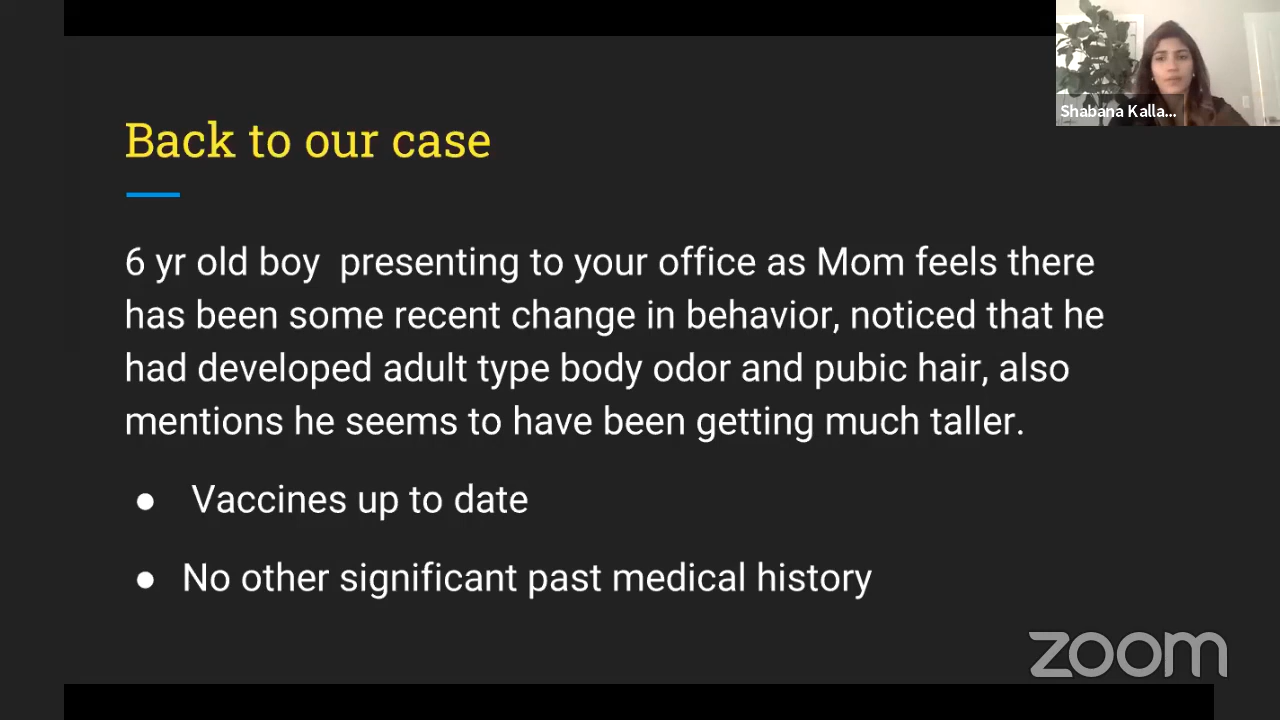 Shabana Kalla...
Back to our case
6 yr old boy presenting to your office as Mom feels there
has been some recent change in behavior, noticed that he
had developed adult type body odor and pubic hair, also
mentions he seems to have been getting much taller.
● Vaccines up to date
● No other significant past medical history
zoom